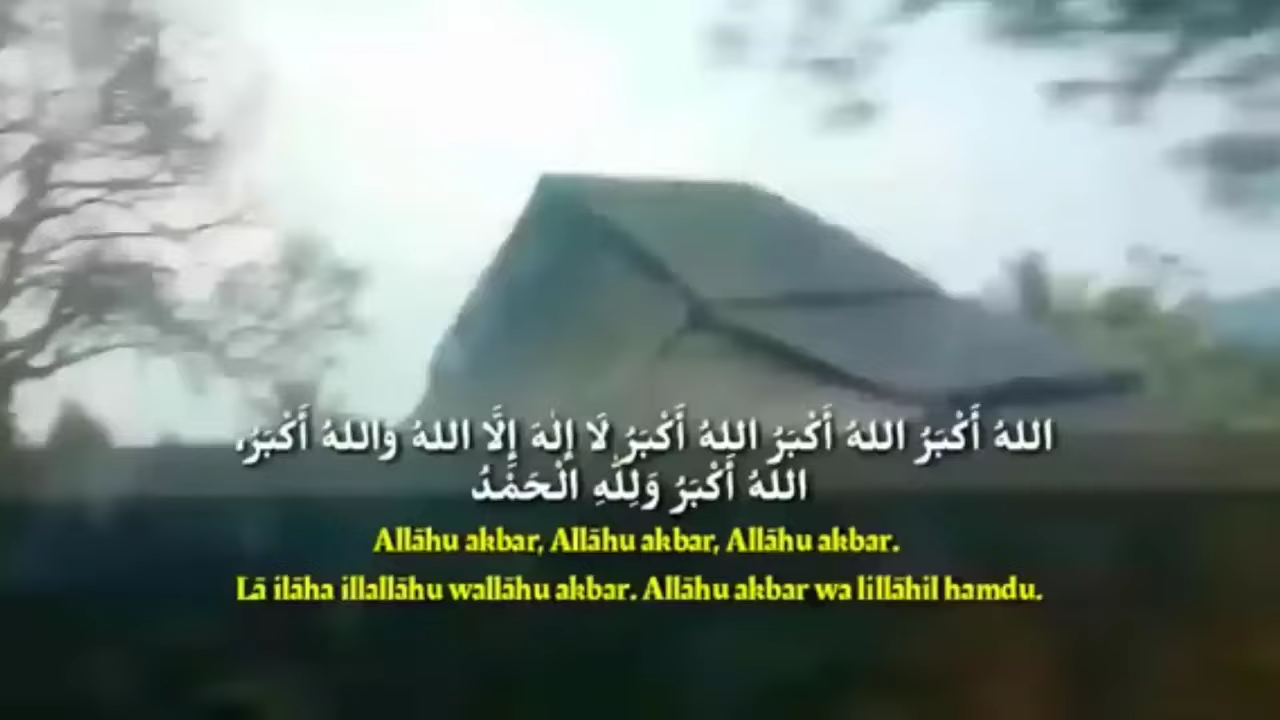 اللهُ أَكْبَرُ اللهُ أَكْبَرُ اللهُ أَكْبَرُ لَا إِلٰهَ إِلَّا اللهُ واللهُ أَكْبَرُ،
اللهُ أَكْبَرُ وَلِلّٰهِ الْحَمْدُ
Allāhu akbar, Allāhu akbar, Allāhu akbar.
Lā ilāha illallāhu wallāhu akbar. Allāhu akbar wa lillāhil hamdu.